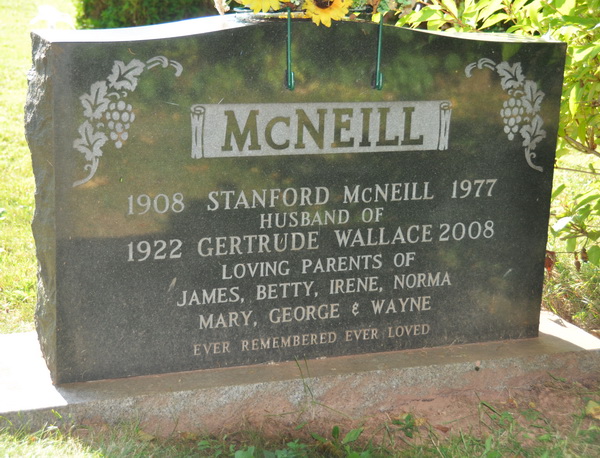 McNEILL
1908 STANFORD McNEILL 1977
HUSBAND OF
1922 GERTRUDE WALLACE 2008
LOVING PARENTS OF
JAMES, BETTY, IRENE, NORMA
MARY, GEORGE & WAYNE
EVER REMEMBERED EVER LOVED